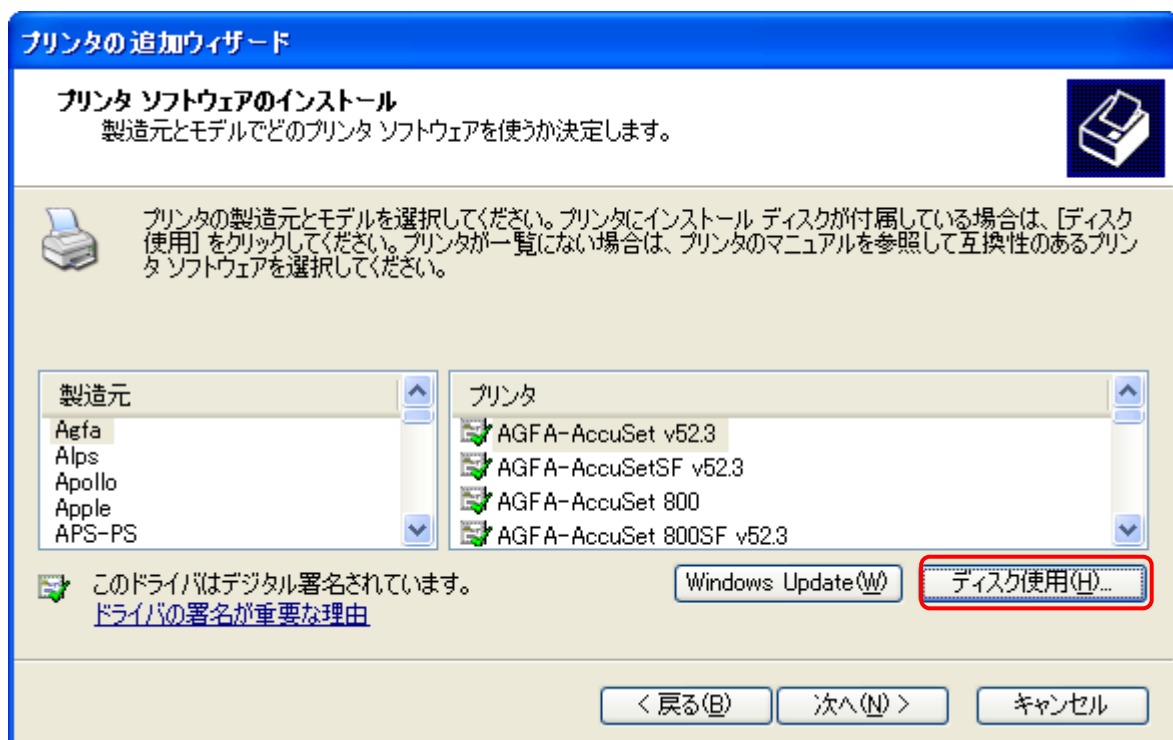 プリンタの追加ウィザード
プリンタ ソフトウェアのインストール
製造元とモデルでどのプリンタ ソフトウェアを使うか決定します。
プリンタの製造元とモデルを選択してください。プリンタにインストール ディスクが付属している場合は、[ディスク
使用] をクリックしてください。プリンタが一覧にない場合は、プリンタのマニュアルを参照して互換性のあるプリン
タ ソフトウェアを選択してください。
製造元
Agfa
Alps
Apollo
Apple
APS-PS
プリンタ
AGFA-AccuSet v52.3
AGFA-AccuSetSF v52.3
AGFA-AccuSet 800
AGFA-AccuSet 800SF v52.3
このドライバはデジタル署名されています。
ドライバの署名が重要な理由
Windows Update(W)
ディスク使用(H)...
< 戻る(B)
次へ(N) >
キャンセル